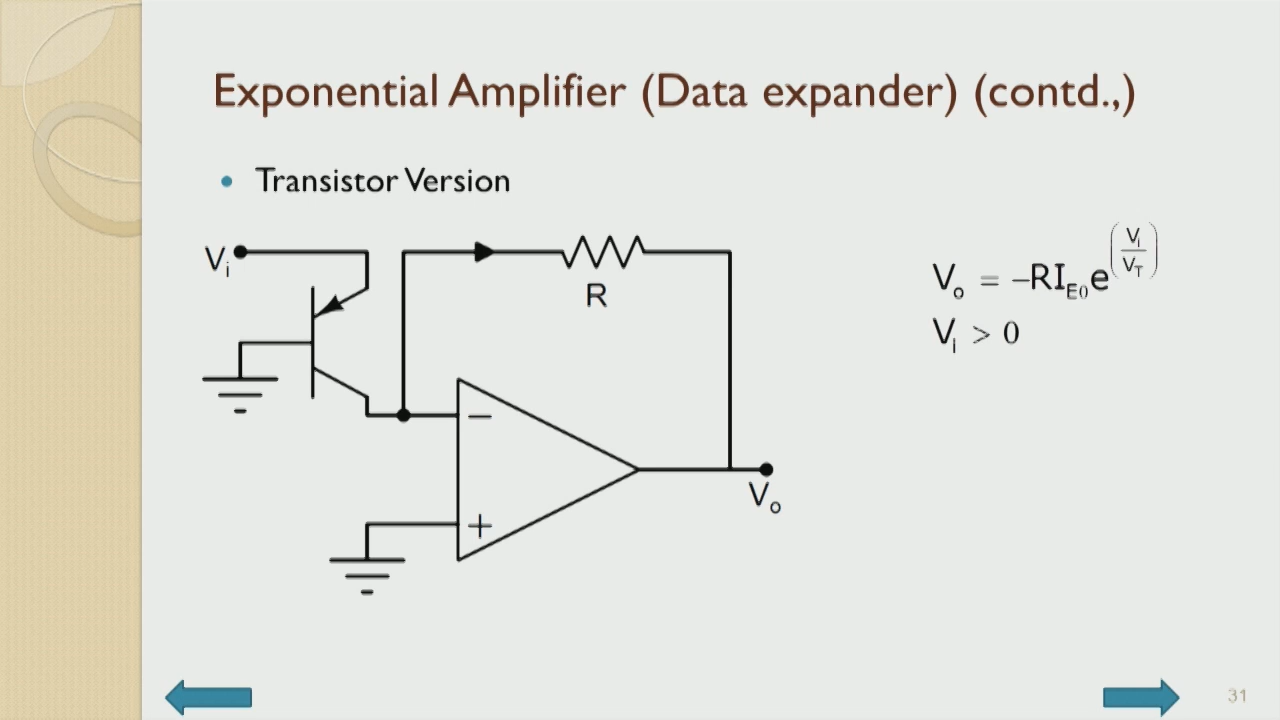 Exponential Amplifier (Data expander) (contd.,)
• Transistor Version
Vi
R
−
+
Vo
Vo = −RIE0e(Vi/VT)
Vi > 0
31